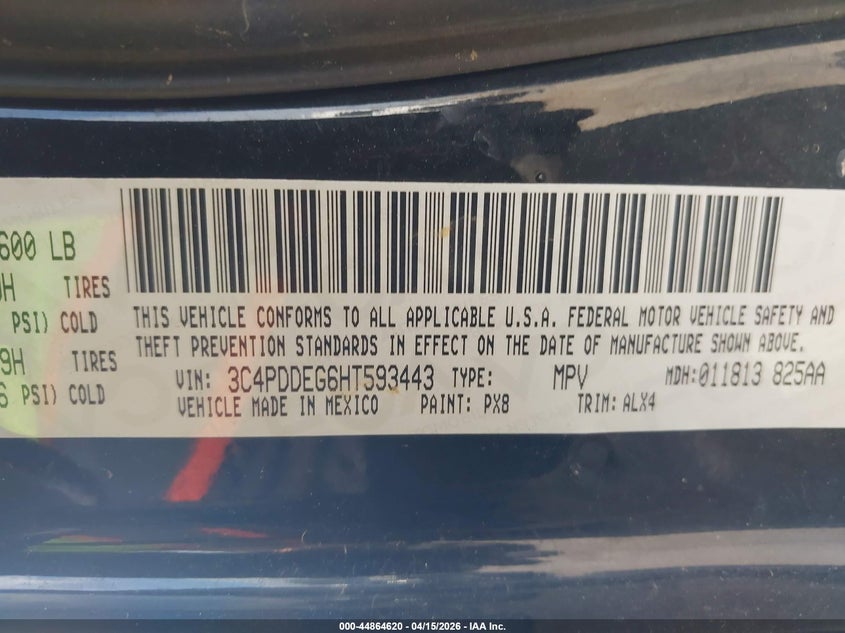 600 LB
H TIRES
PSI) COLD
9H TIRES
PSI) COLD
THIS VEHICLE CONFORMS TO ALL APPLICABLE U.S.A. FEDERAL MOTOR VEHICLE SAFETY AND
THEFT PREVENTION STANDARDS IN EFFECT ON THE DATE OF MANUFACTURE SHOWN ABOVE.
VIN: 3C4PDDEG6HT593443 TYPE: MPV MDH:011813 825AA
VEHICLE MADE IN MEXICO PAINT: PX8 TRIM: ALX4
000-44864620 - 04/15/2026 - IAA Inc.